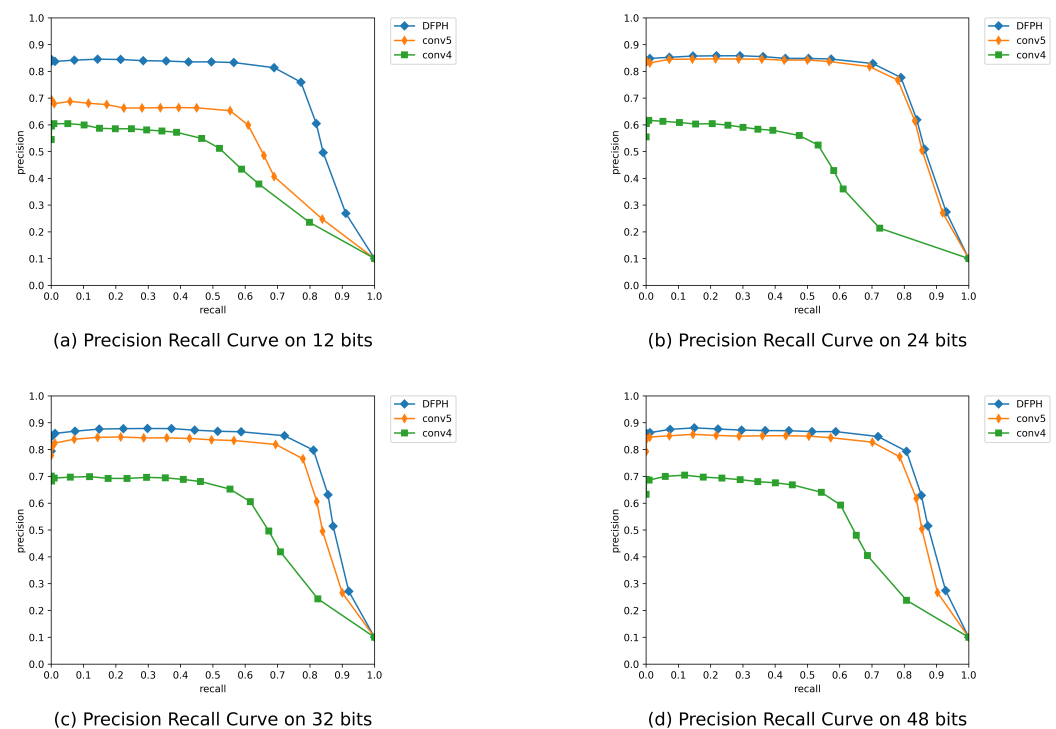 1.0
0.9
0.8
0.7
0.6
0.5
0.4
0.3
0.2
0.1
0.0
precision
0.0 0.1 0.2 0.3 0.4 0.5 0.6 0.7 0.8 0.9 1.0
recall
DFPH
conv5
conv4
(a) Precision Recall Curve on 12 bits
1.0
0.9
0.8
0.7
0.6
0.5
0.4
0.3
0.2
0.1
0.0
precision
0.0 0.1 0.2 0.3 0.4 0.5 0.6 0.7 0.8 0.9 1.0
recall
DFPH
conv5
conv4
(b) Precision Recall Curve on 24 bits
1.0
0.9
0.8
0.7
0.6
0.5
0.4
0.3
0.2
0.1
0.0
precision
0.0 0.1 0.2 0.3 0.4 0.5 0.6 0.7 0.8 0.9 1.0
recall
DFPH
conv5
conv4
(c) Precision Recall Curve on 32 bits
1.0
0.9
0.8
0.7
0.6
0.5
0.4
0.3
0.2
0.1
0.0
precision
0.0 0.1 0.2 0.3 0.4 0.5 0.6 0.7 0.8 0.9 1.0
recall
DFPH
conv5
conv4
(d) Precision Recall Curve on 48 bits